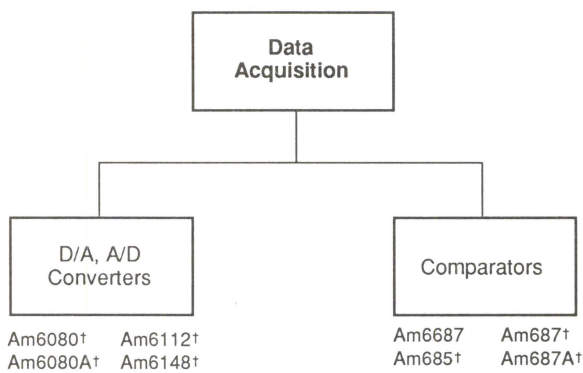 Data
Acquisition
D/A, A/D
Converters
Comparators
Am6080† Am6112†
Am6080A† Am6148†
Am6687 Am687†
Am685† Am687A†